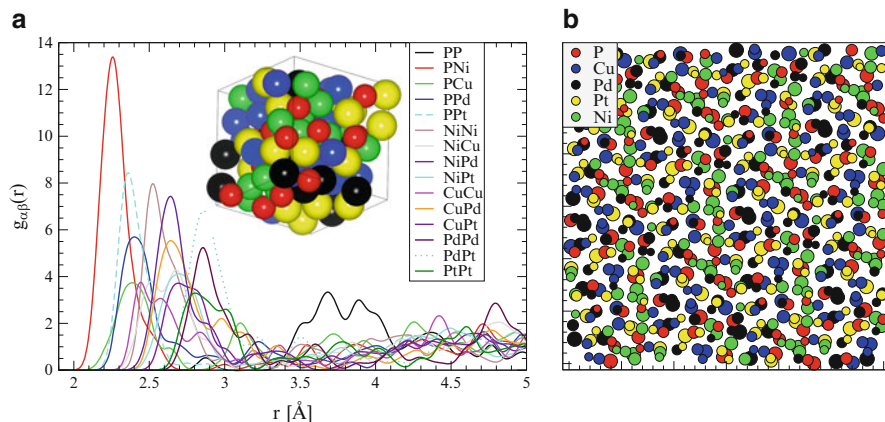 a
14
12
10
8
6
4
2
0
2
2.5
3
3.5
4
4.5
5
g_αβ(r)
r [Å]
PP
PNi
PCu
PPd
PPt
NiNi
NiCu
NiPd
NiPt
CuCu
CuPd
CuPt
PdPd
PdPt
PtPt
b
P
Cu
Pd
Pt
Ni